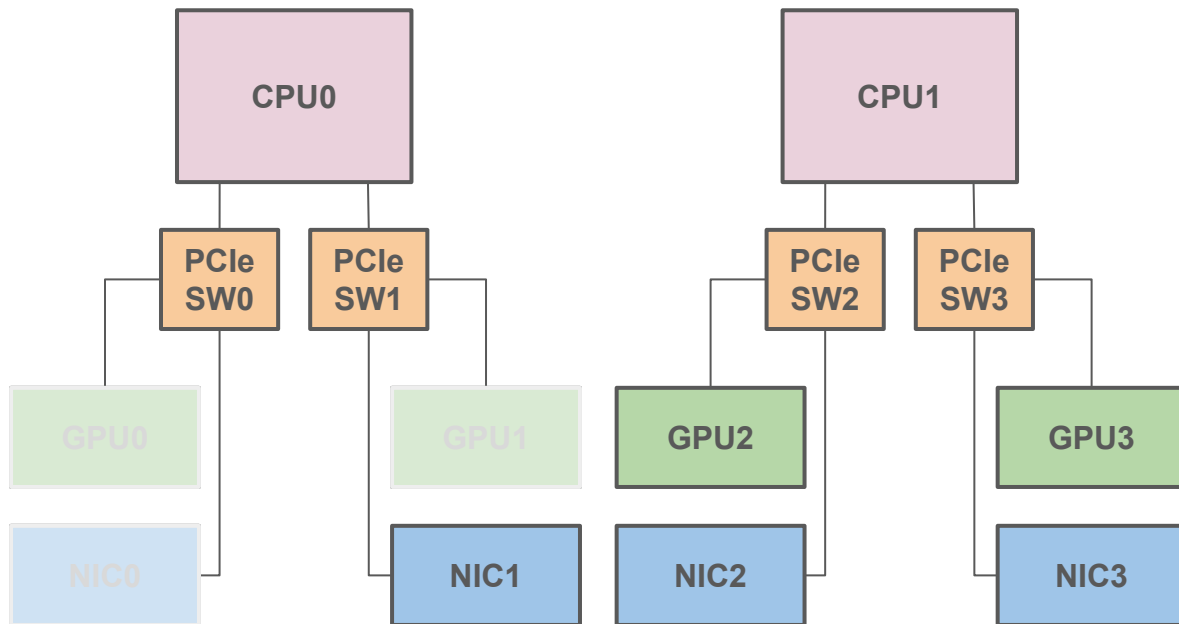 CPU0
CPU1
PCIe
SW0
PCIe
SW1
PCIe
SW2
PCIe
SW3
GPU0
GPU1
GPU2
GPU3
NIC0
NIC1
NIC2
NIC3